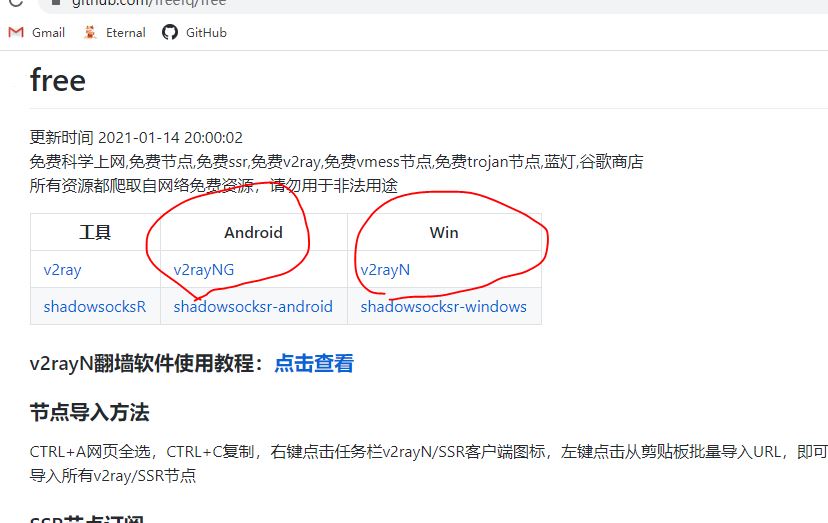 github.com/freefq/free
Gmail Eternal GitHub
free
更新时间 2021-01-14 20:00:02
免费科学上网,免费节点,免费ssr,免费v2ray,免费vmess节点,免费trojan节点,蓝灯,谷歌商店
所有资源都爬取自网络免费资源，请勿用于非法用途
工具 Android Win
v2ray v2rayNG v2rayN
shadowsocksR shadowsocksr-android shadowsocksr-windows
v2rayN翻墙软件使用教程：点击查看
节点导入方法
CTRL+A网页全选，CTRL+C复制，右键点击任务栏v2rayN/SSR客户端图标，左键点击从剪贴板批量导入URL，即可
导入所有v2ray/SSR节点
SSR节点订阅